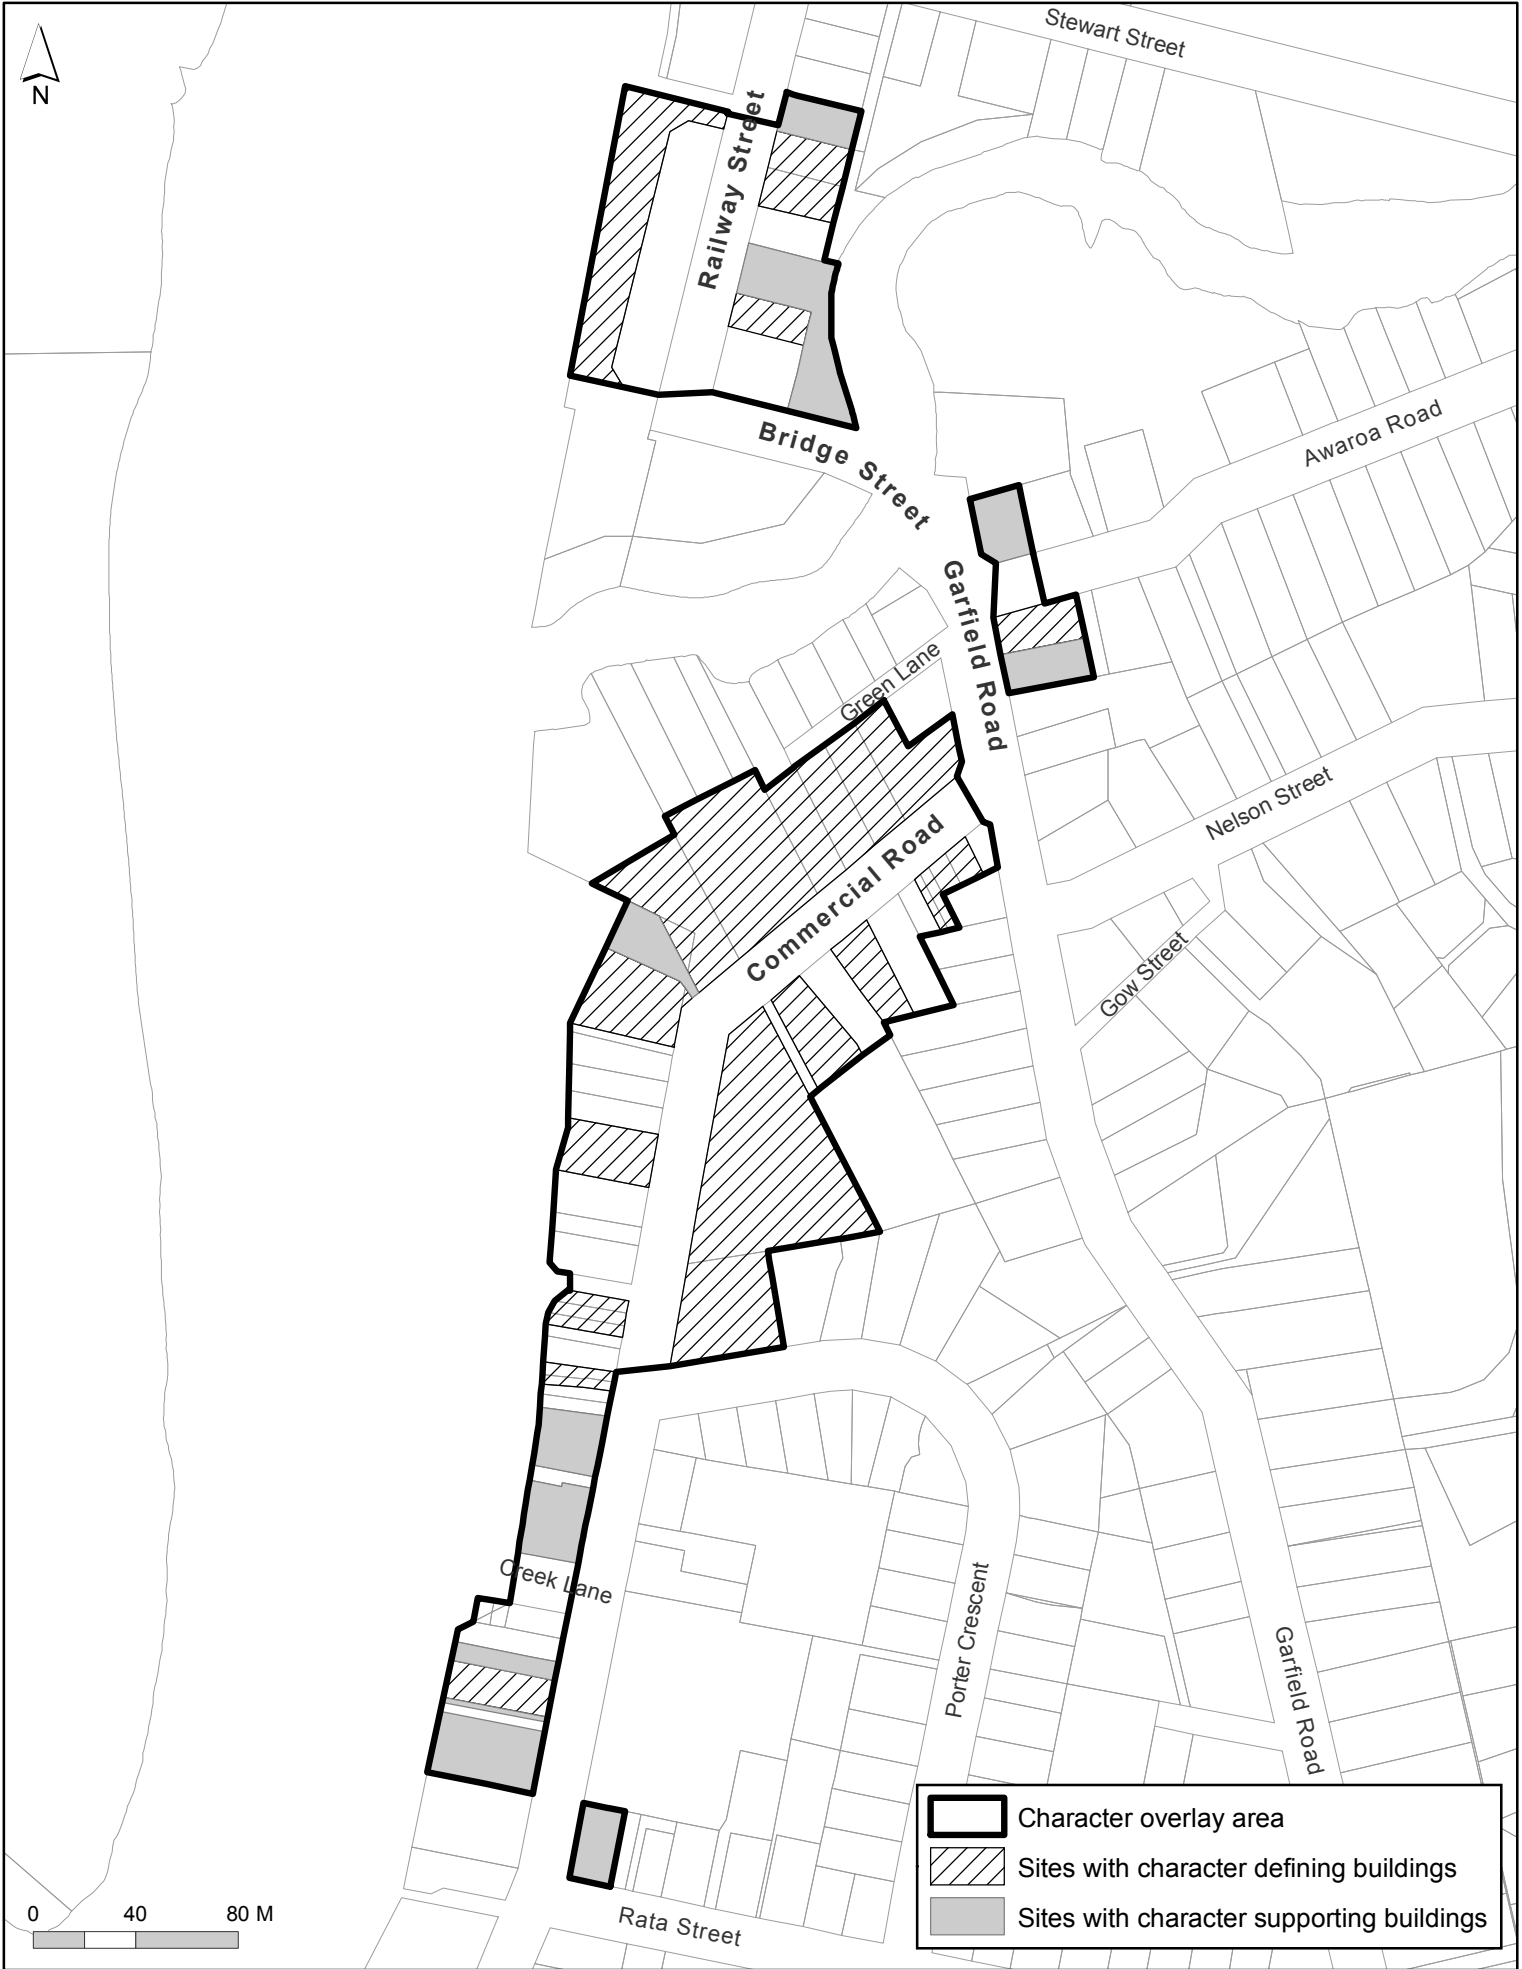 Stewart Street
N
Railway Street
Awaroa Road
Bridge Street
Garfield Road
Green Lane
Nelson Street
Commercial Road
Gow Street
Creek Lane
Porter Crescent
Garfield Road
Character overlay area
Sites with character defining buildings
Sites with character supporting buildings
0 40 80 M
Rata Street